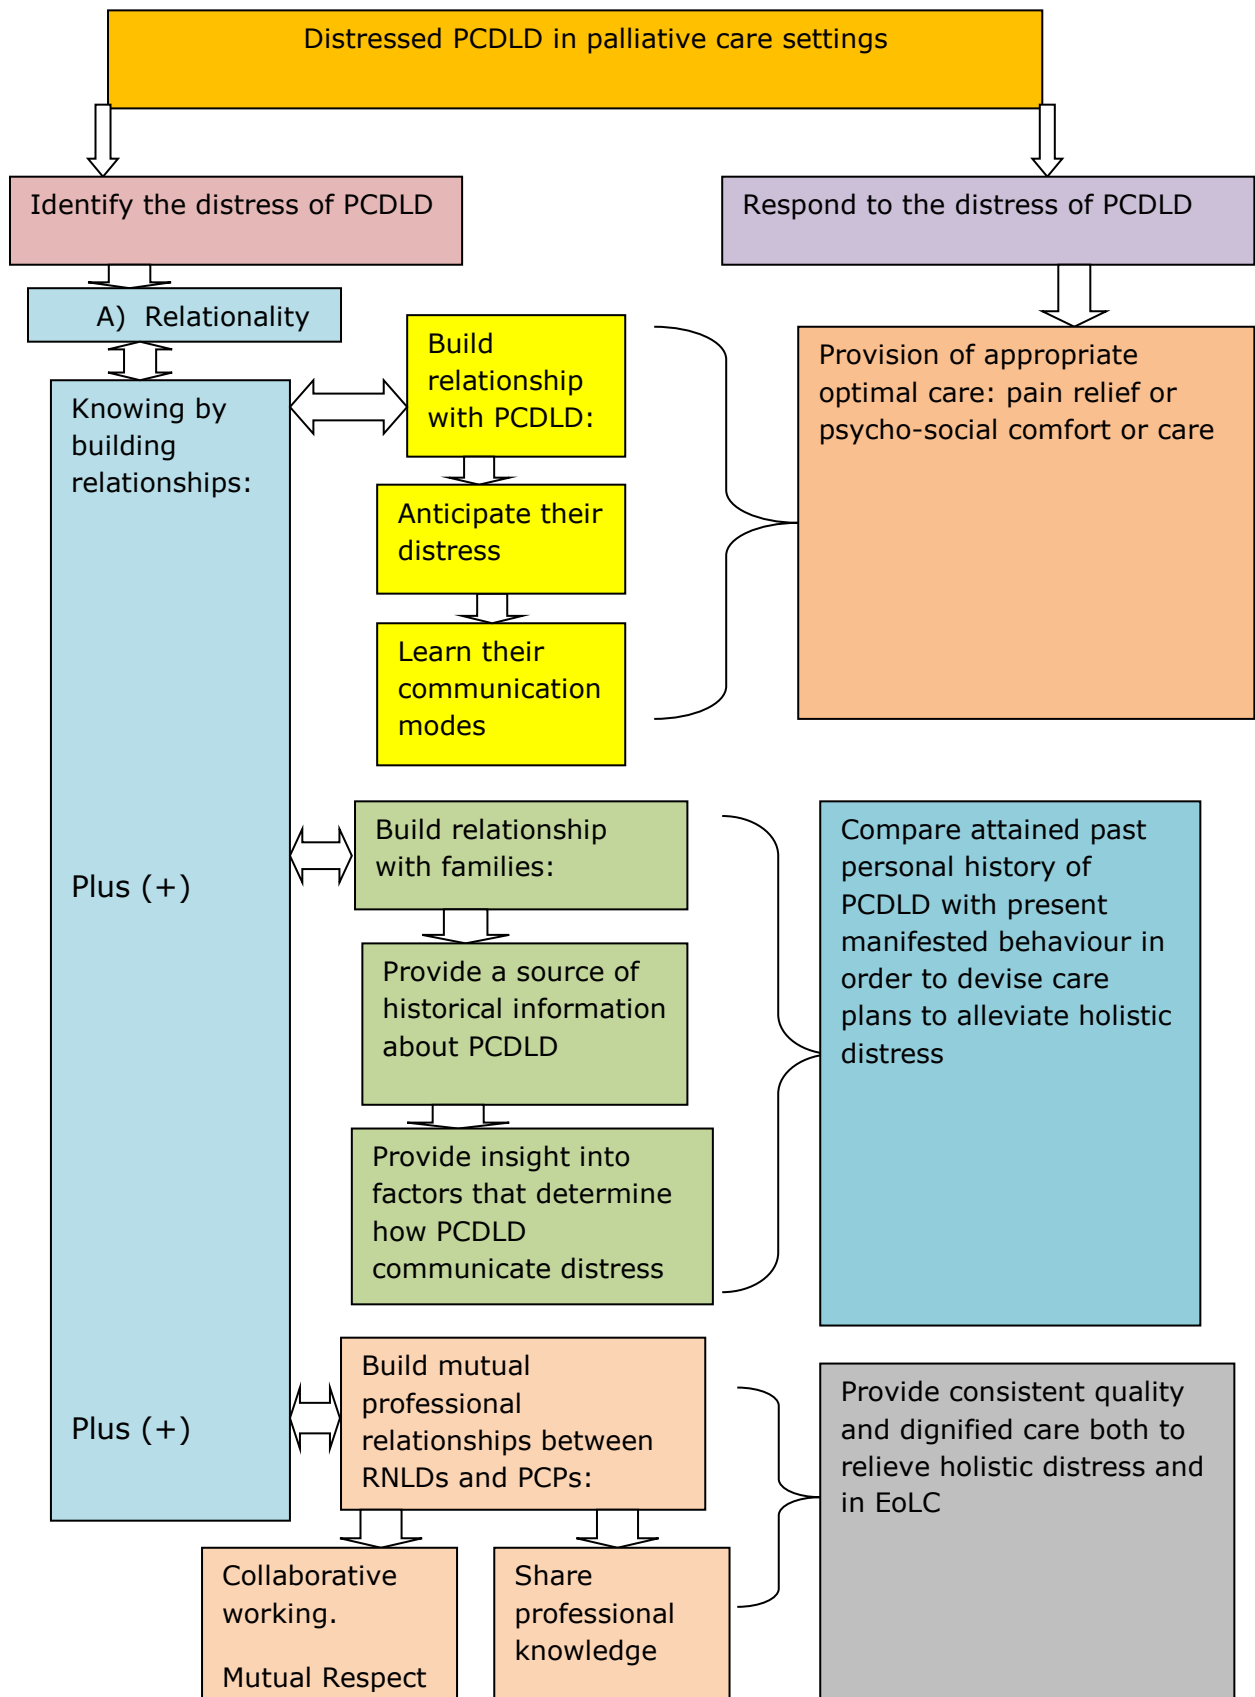 Distressed PCDLD in palliative care settings
Identify the distress of PCDLD
Respond to the distress of PCDLD
A) Relationality
Knowing by
building
relationships:
Plus (+)
Plus (+)
Build
relationship
with PCDLD:
Anticipate their
distress
Learn their
communication
modes
Provision of appropriate
optimal care: pain relief or
psycho-social comfort or care
Build relationship
with families:
Provide a source of
historical information
about PCDLD
Provide insight into
factors that determine
how PCDLD
communicate distress
Compare attained past
personal history of
PCDLD with present
manifested behaviour in
order to devise care
plans to alleviate holistic
distress
Build mutual
professional
relationships between
RNLDs and PCPs:
Collaborative
working.
Mutual Respect
Share
professional
knowledge
Provide consistent quality
and dignified care both to
relieve holistic distress and
in EoLC